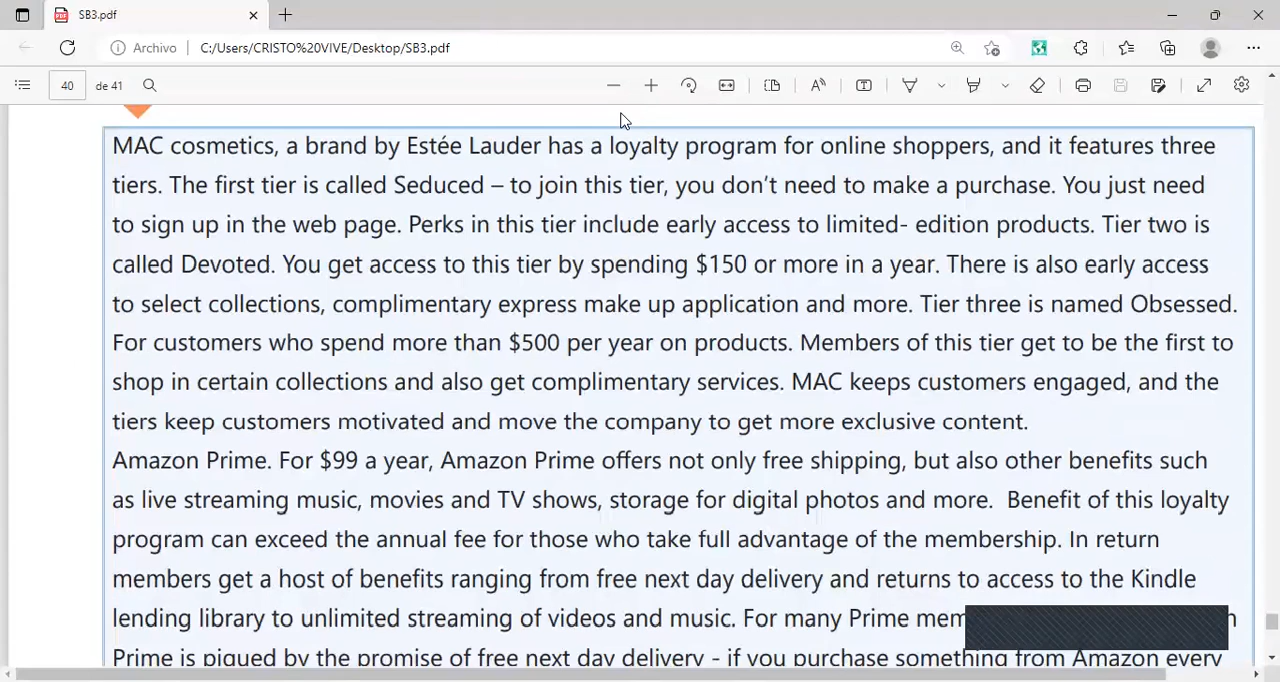 SB3.pdf
Archivo C:/Users/CRISTO%20VIVE/Desktop/SB3.pdf
40 de 41
MAC cosmetics, a brand by Estée Lauder has a loyalty program for online shoppers, and it features three
tiers. The first tier is called Seduced – to join this tier, you don’t need to make a purchase. You just need
to sign up in the web page. Perks in this tier include early access to limited- edition products. Tier two is
called Devoted. You get access to this tier by spending $150 or more in a year. There is also early access
to select collections, complimentary express make up application and more. Tier three is named Obsessed.
For customers who spend more than $500 per year on products. Members of this tier get to be the first to
shop in certain collections and also get complimentary services. MAC keeps customers engaged, and the
tiers keep customers motivated and move the company to get more exclusive content.
Amazon Prime. For $99 a year, Amazon Prime offers not only free shipping, but also other benefits such
as live streaming music, movies and TV shows, storage for digital photos and more. Benefit of this loyalty
program can exceed the annual fee for those who take full advantage of the membership. In return
members get a host of benefits ranging from free next day delivery and returns to access to the Kindle
lending library to unlimited streaming of videos and music. For many Prime
Prime is piqued by the promise of free next day delivery - if you purchase something from Amazon every